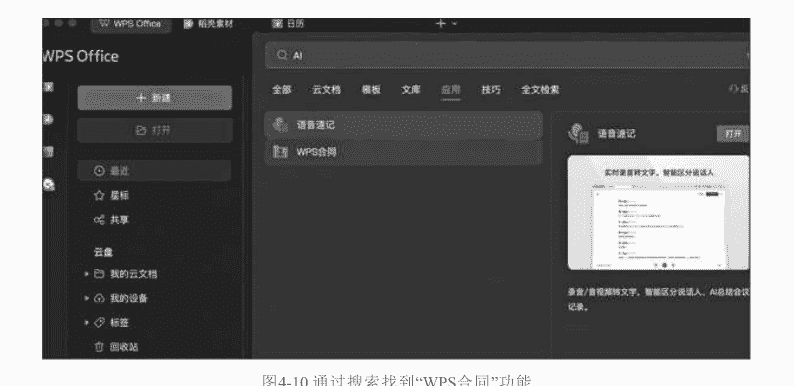 WPS Office
稻壳素材
日历
WPS Office
AI
新建
全部
云文档
模板
文库
应用
技巧
全文检索
打开
语音速记
WPS合同
语音速记
打开
最近
星标
共享
实时语音转文字，智能区分说话人
云盘
我的云文档
我的设备
标签
回收站
录音/音视频转文字，智能区分说话人、AI总结会议
记录。
图4-10 通过搜索找到“WPS合同”功能